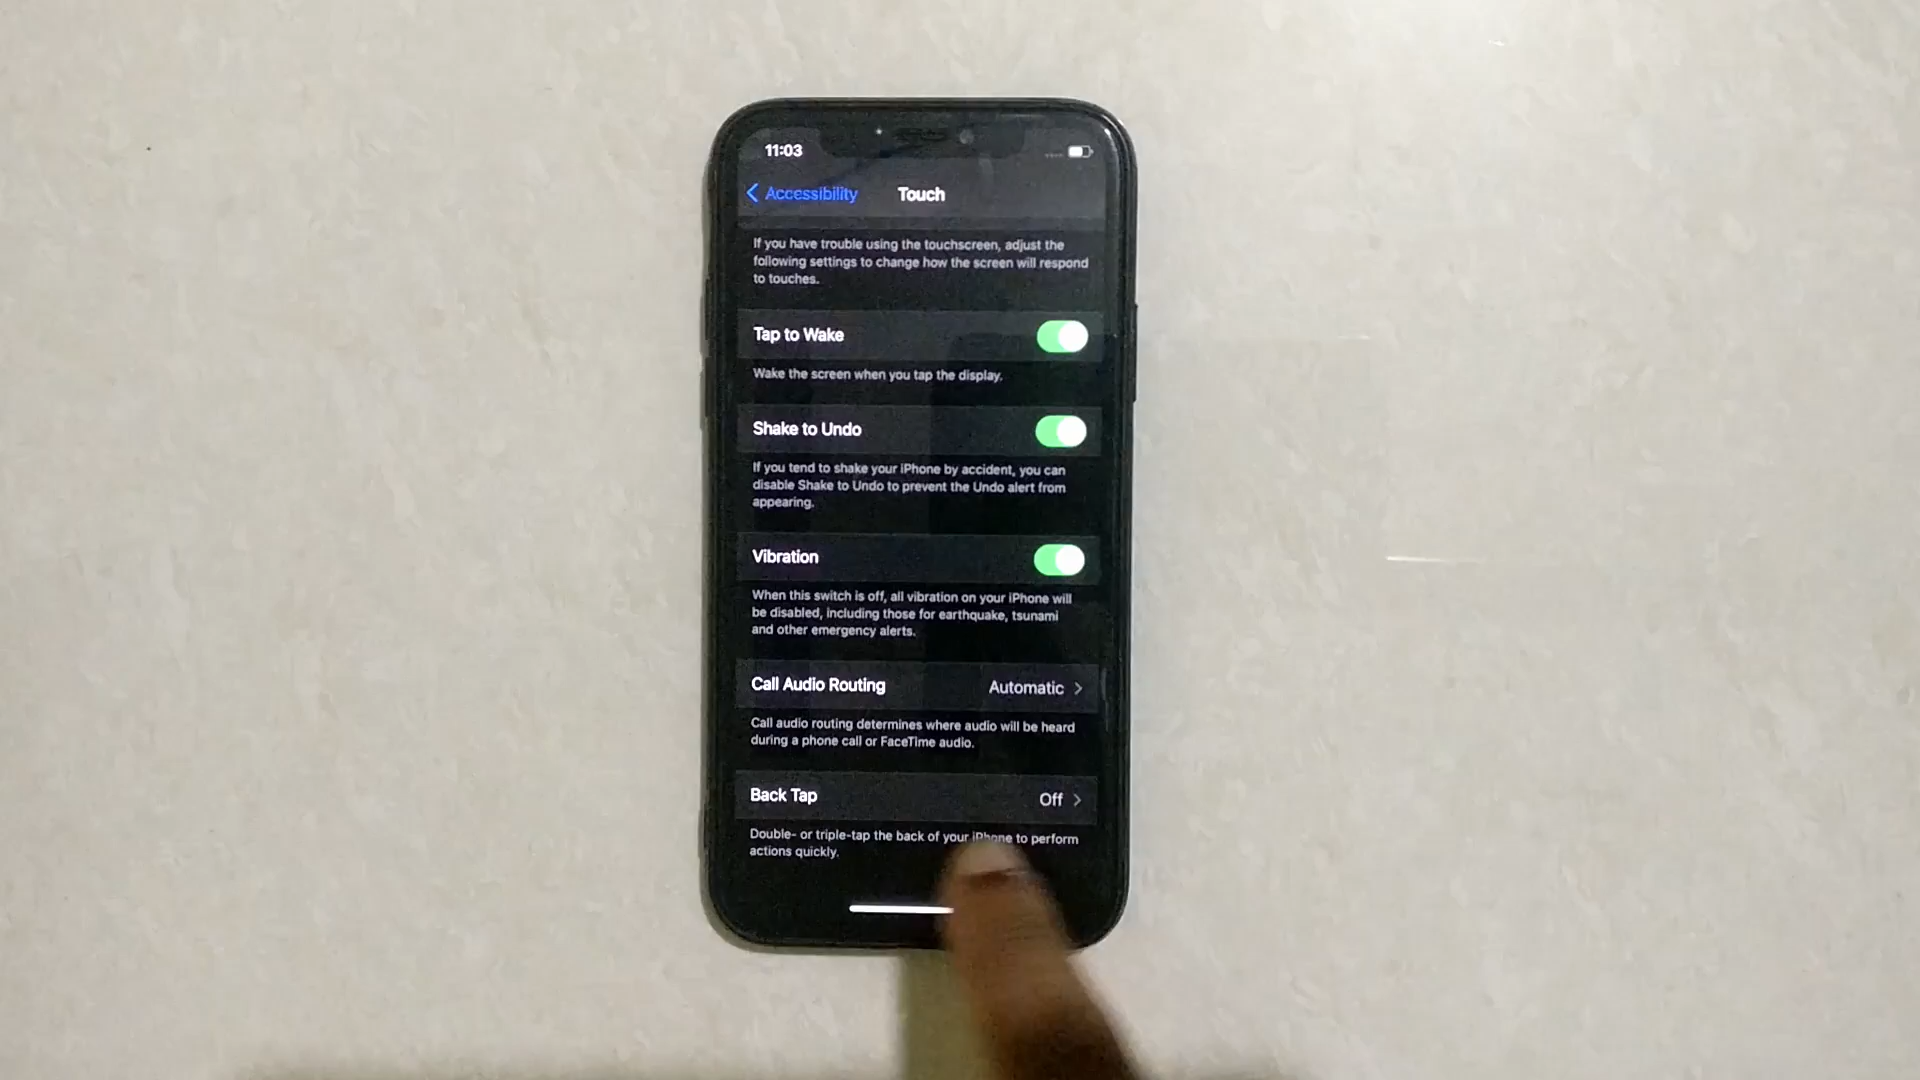 11:03
Accessibility
Touch
If you have trouble using the touchscreen, adjust the
following settings to change how the screen will respond
to touches.
Tap to Wake
Wake the screen when you tap the display.
Shake to Undo
If you tend to shake your iPhone by accident, you can
disable Shake to Undo to prevent the Undo alert from
appearing.
Vibration
When this switch is off, all vibration on your iPhone will
be disabled, including those for earthquake, tsunami
and other emergency alerts.
Call Audio Routing
Automatic
Call audio routing determines where audio will be heard
during a phone call or FaceTime audio.
Back Tap
Off
Double- or triple-tap the back of your iPhone to perform
actions quickly.